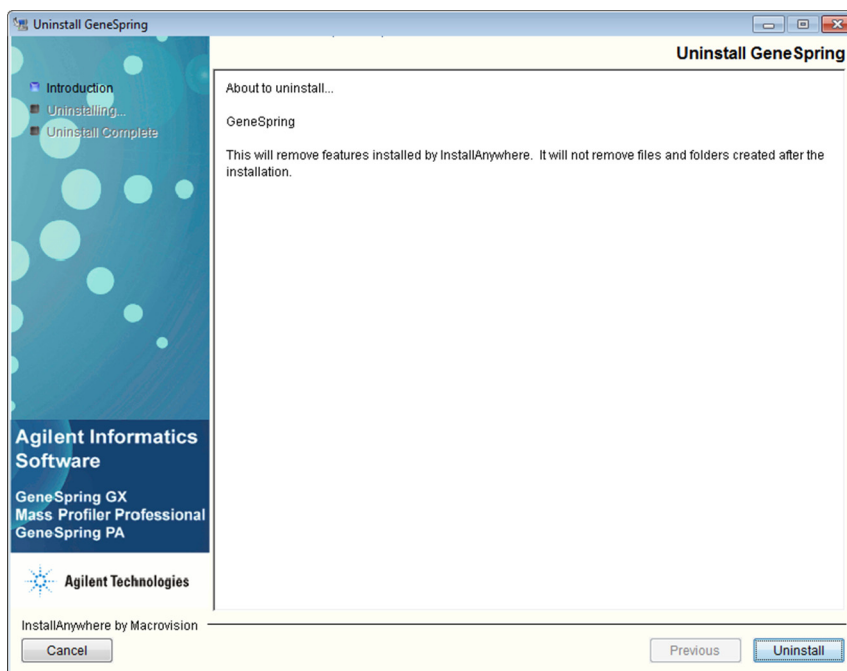 Uninstall GeneSpring
Uninstall GeneSpring
Introduction
Uninstalling...
Uninstall Complete
About to uninstall...
GeneSpring
This will remove features installed by InstallAnywhere. It will not remove files and folders created after the
installation.
Agilent Informatics
Software
GeneSpring GX
Mass Profiler Professional
GeneSpring PA
Agilent Technologies
InstallAnywhere by Macrovision
Cancel
Previous
Uninstall